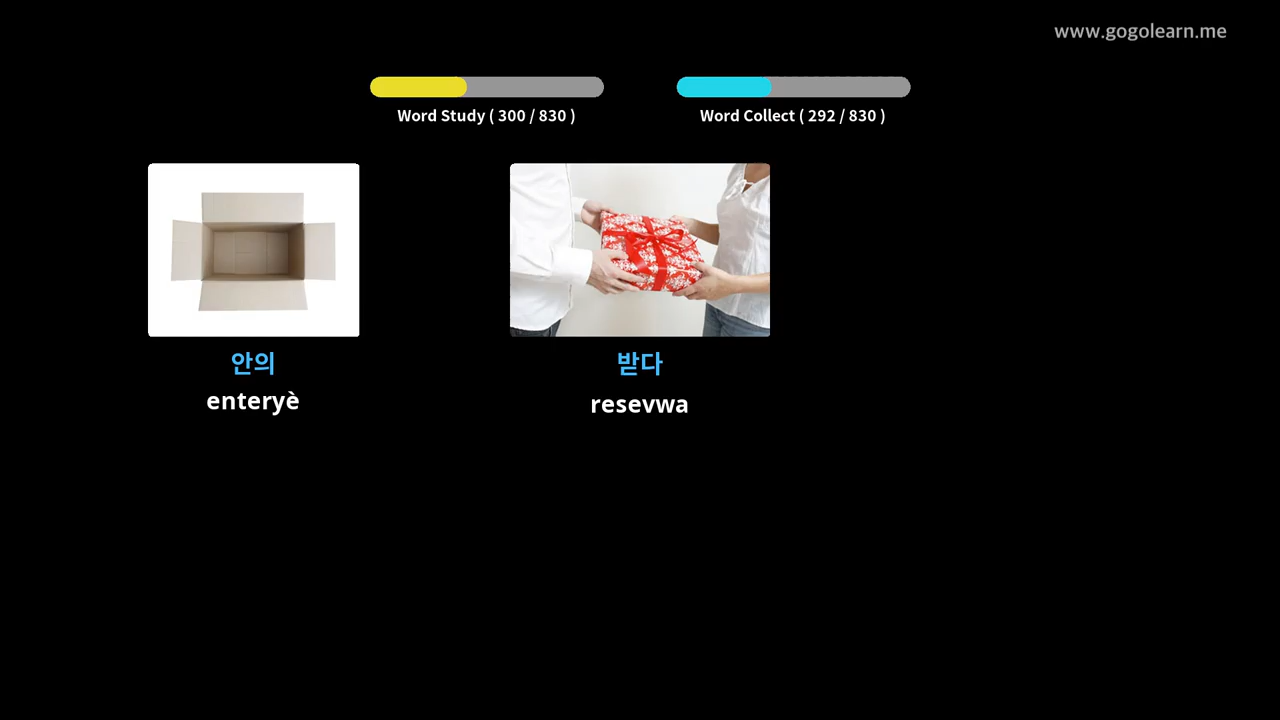 www.gogolearn.me
Word Study ( 300 / 830 )
Word Collect ( 292 / 830 )
안의
enteryè
받다
resevwa